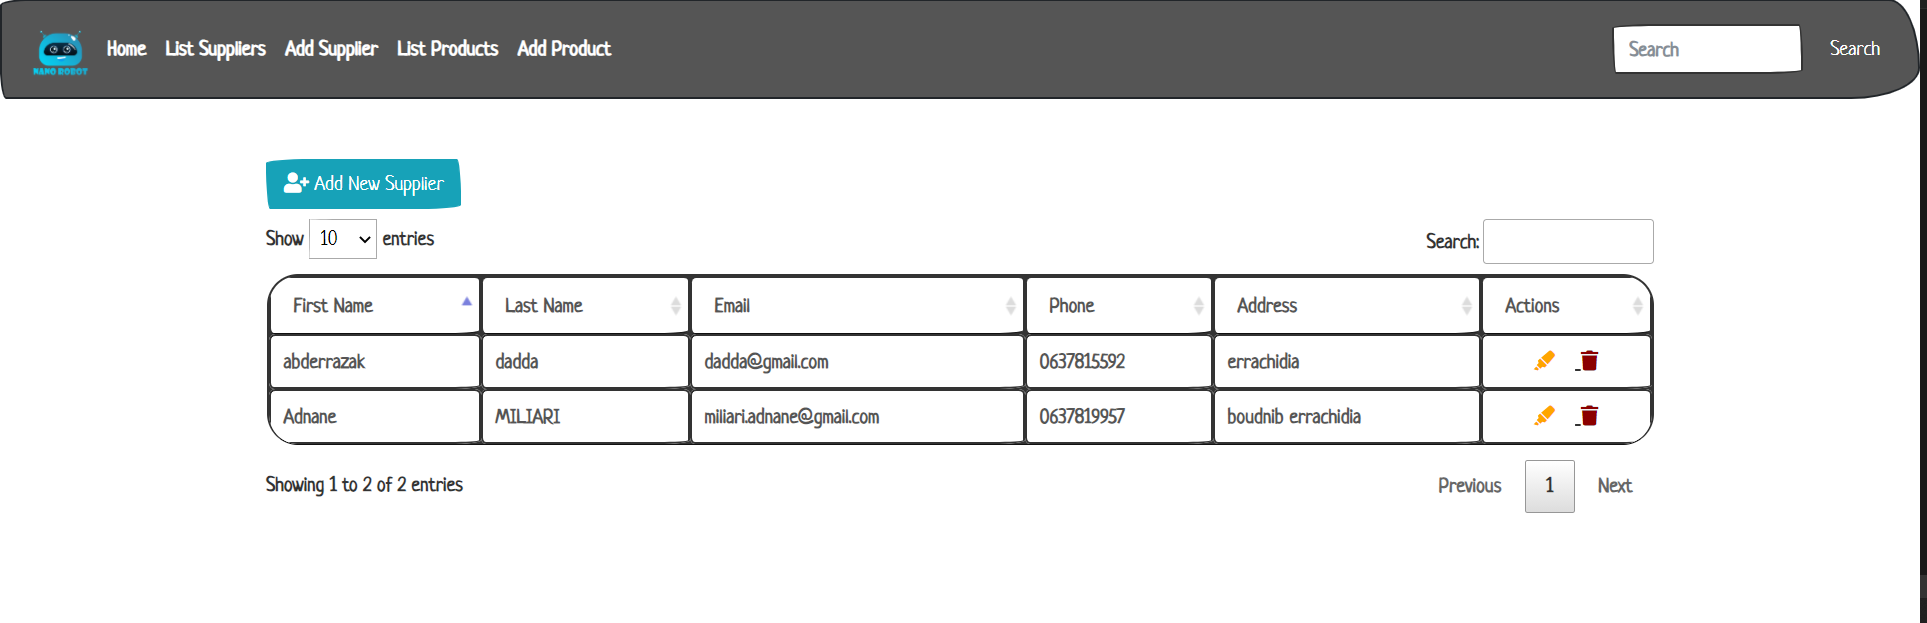 NANO ROBOT
Home List Suppliers Add Supplier List Products Add Product Search Search
Add New Supplier
Show 10 entries Search:
First Name Last Name Email Phone Address Actions
abderrazak dadda dadda@gmail.com 0637815592 errachidia
Adnane MILIARI miliari.adnane@gmail.com 0637819957 boudnib errachidia
Showing 1 to 2 of 2 entries Previous 1 Next